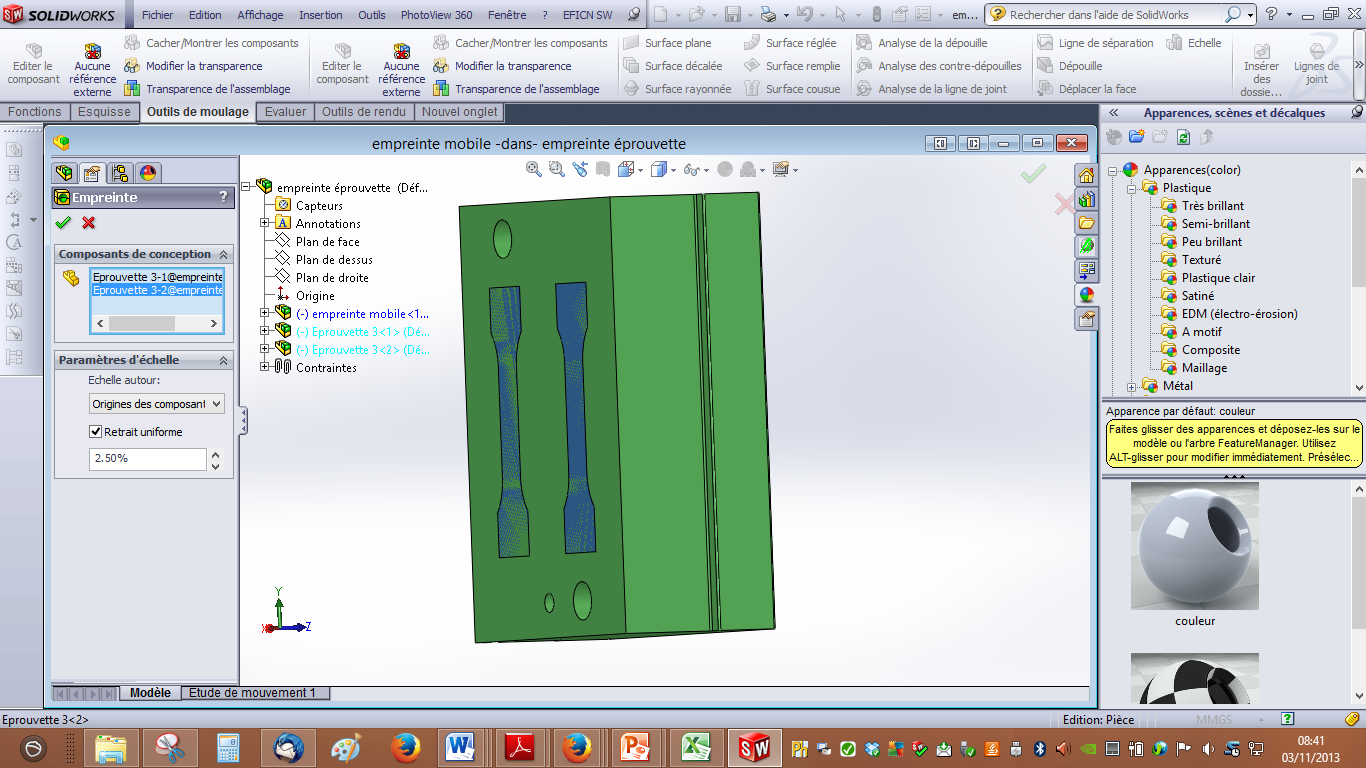 SOLIDWORKS
Fichier Edition Affichage Insertion Outils PhotoView 360 Fenêtre ? EFICN SW
em...
Rechercher dans l'aide de SolidWorks
Editer le composant
Aucune référence externe
Cacher/Montrer les composants
Modifier la transparence
Transparence de l'assemblage
Editer le composant
Aucune référence externe
Cacher/Montrer les composants
Modifier la transparence
Transparence de l'assemblage
Surface plane
Surface décalée
Surface rayonnée
Surface réglée
Surface remplie
Surface cousue
Analyse de la dépouille
Analyse des contre-dépouilles
Analyse de la ligne de joint
Ligne de séparation
Dépouille
Déplacer la face
Echelle
Insérer des dossie...
Lignes de joint
Fonctions Esquisse Outils de moulage Evaluer Outils de rendu Nouvel onglet
empreinte mobile -dans- empreinte éprouvette
Empreinte ?
Composants de conception
Eprouvette 3-1@empreinte
Eprouvette 3-2@empreinte
Paramètres d'échelle
Echelle autour:
Origines des composant
Retrait uniforme
2.50%
empreinte éprouvette (Déf...
Capteurs
Annotations
Plan de face
Plan de dessus
Plan de droite
Origine
(-) empreinte mobile<1...
(-) Eprouvette 3<1> (Dé...
(-) Eprouvette 3<2> (Dé...
Contraintes
Y
X
Z
Modèle Etude de mouvement 1
Apparences, scènes et décalques
Apparences(color)
Plastique
Très brillant
Semi-brillant
Peu brillant
Texturé
Plastique clair
Satiné
EDM (électro-érosion)
A motif
Composite
Maillage
Métal
Apparence par défaut: couleur
Faites glisser des apparences et déposez-les sur le
modèle ou l'arbre FeatureManager. Utilisez
ALT-glisser pour modifier immédiatement. Présélec...
couleur
Eprouvette 3<2>
Edition: Pièce
MMGS
08:41
03/11/2013